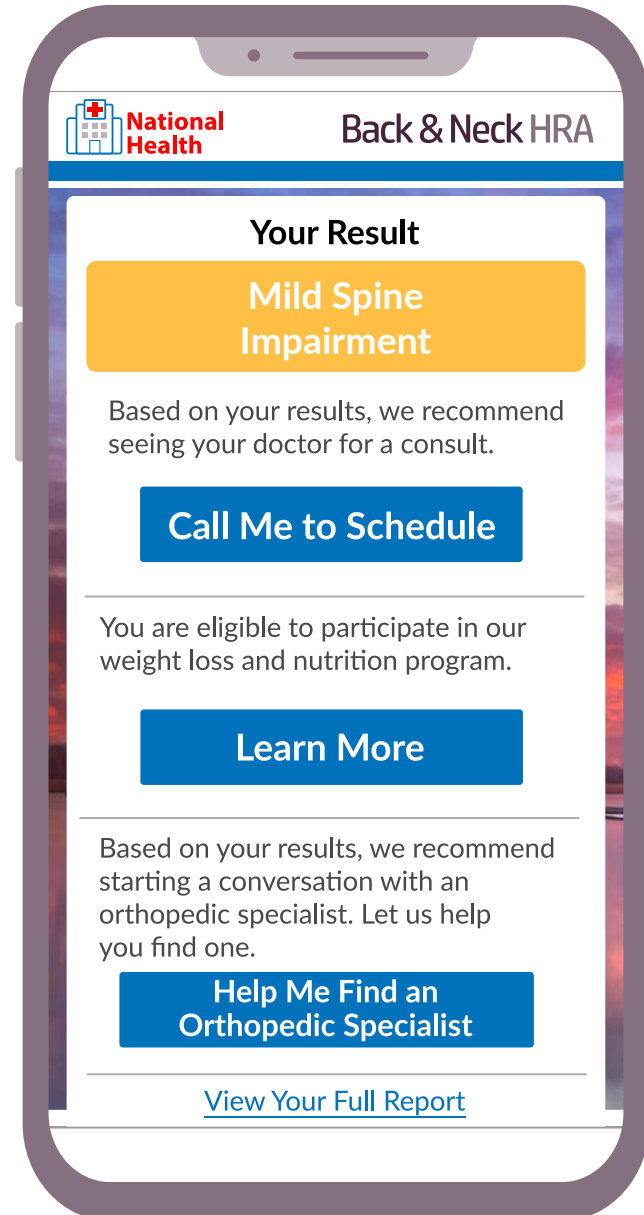 National
Health
Back & Neck HRA
Your Result
Mild Spine
Impairment
Based on your results, we recommend
seeing your doctor for a consult.
Call Me to Schedule
You are eligible to participate in our
weight loss and nutrition program.
Learn More
Based on your results, we recommend
starting a conversation with an
orthopedic specialist. Let us help
you find one.
Help Me Find an
Orthopedic Specialist
View Your Full Report